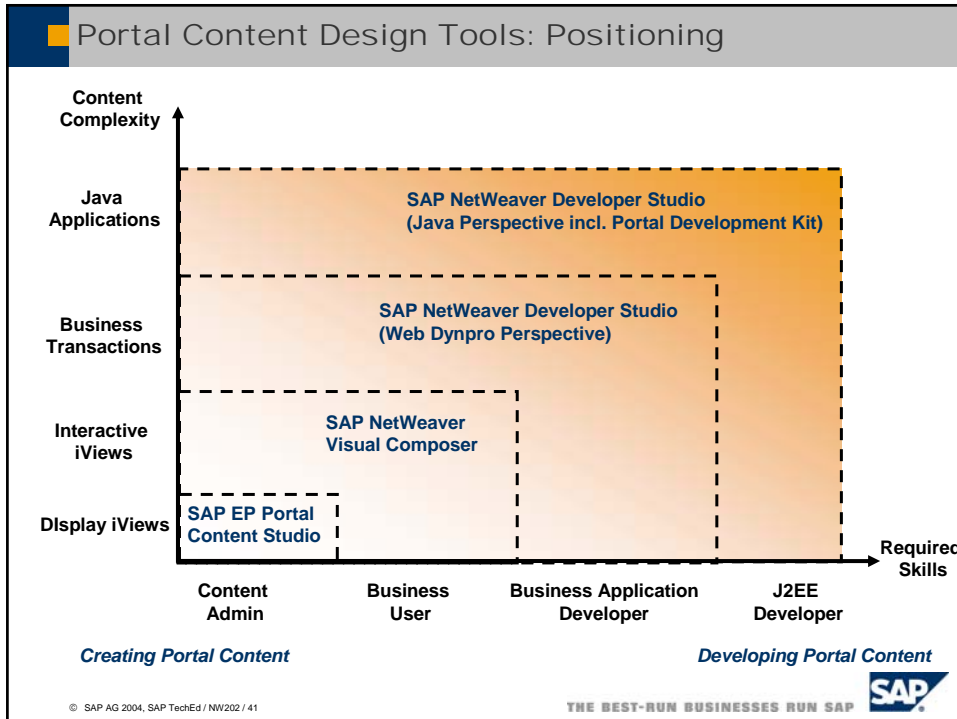 Portal Content Design Tools: Positioning
Content
Complexity
Java
Applications
SAP NetWeaver Developer Studio
(Java Perspective incl. Portal Development Kit)
Business
Transactions
SAP NetWeaver Developer Studio
(Web Dynpro Perspective)
Interactive
iViews
SAP NetWeaver
Visual Composer
DIsplay iViews
SAP EP Portal
Content Studio
Required
Skills
Content
Admin
Business
User
Business Application
Developer
J2EE
Developer
Creating Portal Content
Developing Portal Content
© SAP AG 2004, SAP TechEd / NW202 / 41
THE BEST-RUN BUSINESSES RUN SAP
SAP